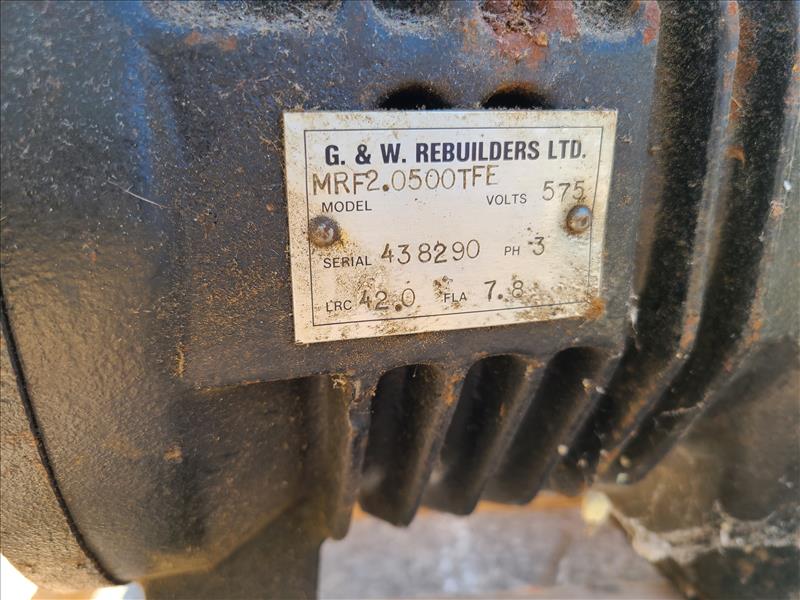 G. & W. REBUILDERS LTD.
MRF2.0500TFE
MODEL VOLTS 575
SERIAL 438290 PH 3
LRC 42.0 FLA 7.8